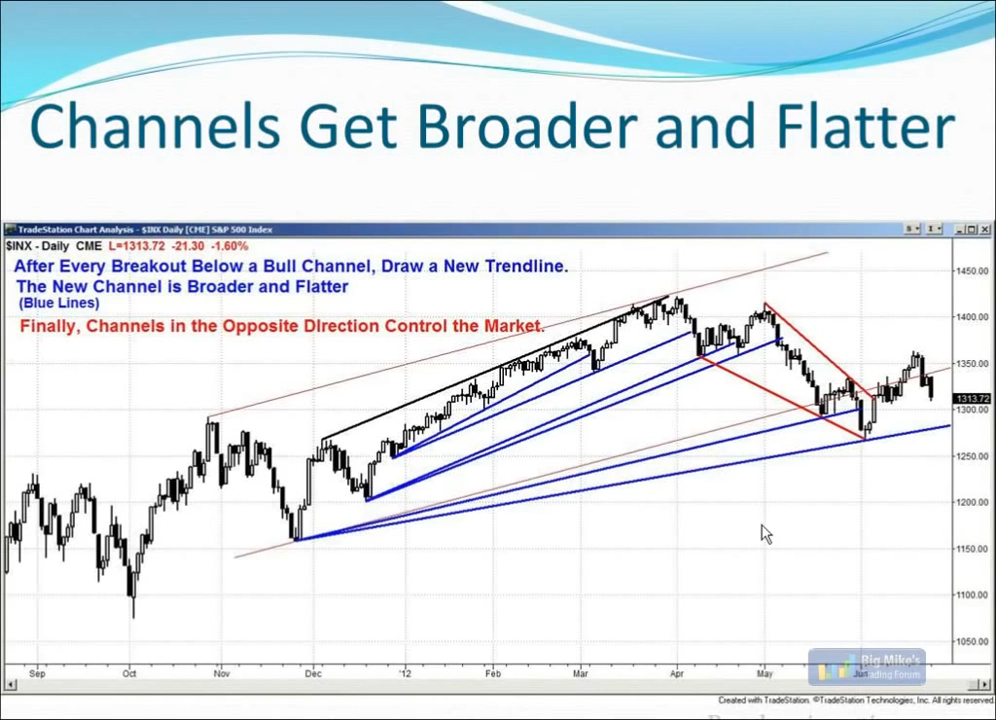 Channels Get Broader and Flatter
TradeStation Chart Analysis - $INX Daily [CME] S&P 500 Index
$INX - Daily CME L=1313.72 -21.30 -1.60%
After Every Breakout Below a Bull Channel, Draw a New Trendline.
The New Channel is Broader and Flatter
(Blue Lines)
Finally, Channels in the Opposite DIrection Control the Market.
1450.00
1400.00
1350.00
1313.72
1300.00
1250.00
1200.00
1150.00
1100.00
1050.00
Sep Oct Nov Dec '12 Feb Mar Apr May Jun
Big Mike's
Trading Forum
Created with TradeStation. ©TradeStation Technologies, Inc. All rights reserved.